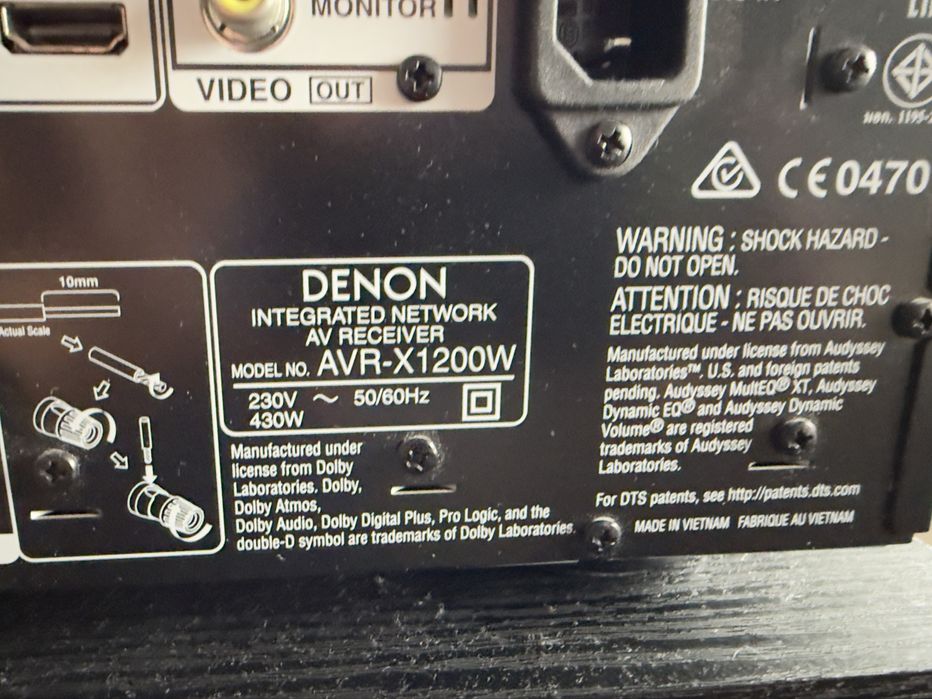 MONITOR
VIDEO OUT
CE0470
10mm
Actual Scale
DENON
INTEGRATED NETWORK
AV RECEIVER
MODEL NO. AVR-X1200W
230V ~ 50/60Hz
430W
Manufactured under
license from Dolby
Laboratories. Dolby,
Dolby Atmos,
Dolby Audio, Dolby Digital Plus, Pro Logic, and the
double-D symbol are trademarks of Dolby Laboratories.
WARNING : SHOCK HAZARD -
DO NOT OPEN.
ATTENTION : RISQUE DE CHOC
ELECTRIQUE - NE PAS OUVRIR.
Manufactured under license from Audyssey
Laboratories™. U.S. and foreign patents
pending. Audyssey MultEQ® XT, Audyssey
Dynamic EQ® and Audyssey Dynamic
Volume® are registered
trademarks of Audyssey
Laboratories.
For DTS patents, see http://patents.dts.com
MADE IN VIETNAM FABRIQUE AU VIETNAM